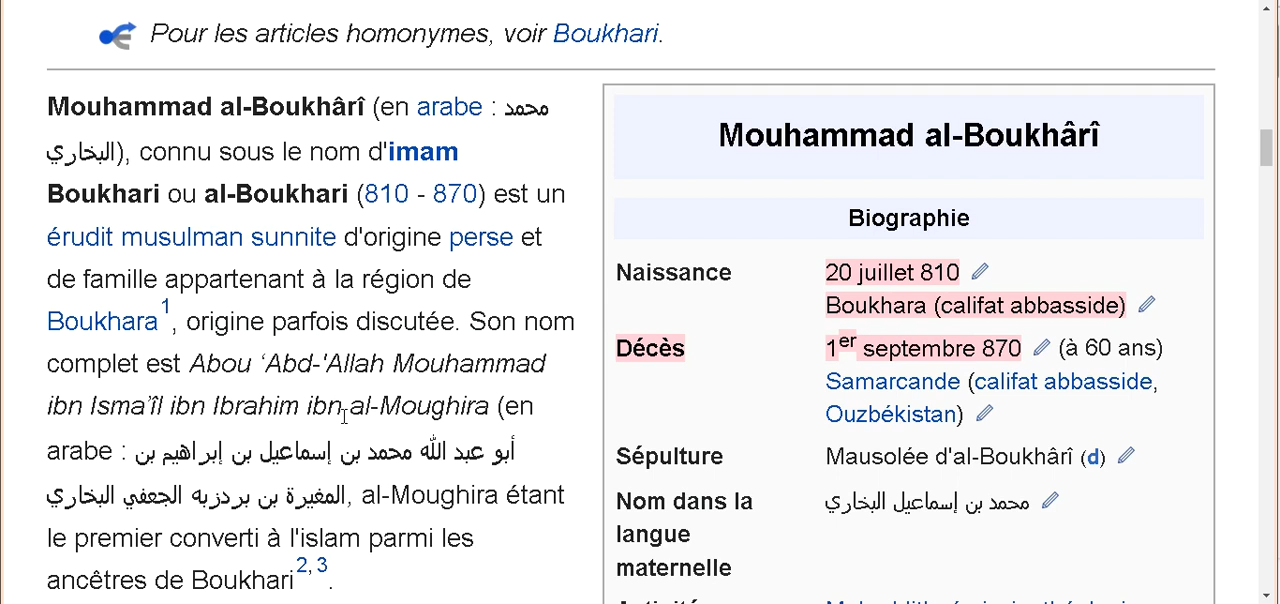 Pour les articles homonymes, voir Boukhari.
Mouhammad al-Boukhârî (en arabe : محمد
البخاري), connu sous le nom d'imam
Boukhari ou al-Boukhari (810 - 870) est un
érudit musulman sunnite d'origine perse et
de famille appartenant à la région de
Boukhara1, origine parfois discutée. Son nom
complet est Abou ‘Abd-'Allah Mouhammad
ibn Isma’îl ibn Ibrahim ibn al-Moughira (en
arabe : أبو عبد الله محمد بن إسماعيل بن إبراهيم بن
المغيرة بن بردزبه الجعفي البخاري, al-Moughira étant
le premier converti à l'islam parmi les
ancêtres de Boukhari2, 3.
Mouhammad al-Boukhârî
Biographie
Naissance 20 juillet 810
Boukhara (califat abbasside)
Décès 1er septembre 870 (à 60 ans)
Samarcande (califat abbasside,
Ouzbékistan)
Sépulture Mausolée d'al-Boukhârî (d)
Nom dans la محمد بن إسماعيل البخاري
langue
maternelle